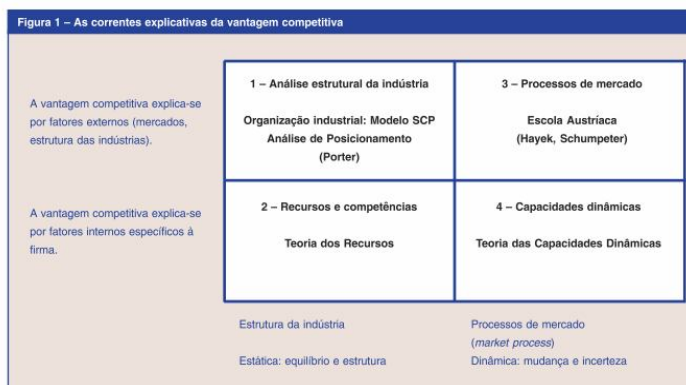 Figura 1 – As correntes explicativas da vantagem competitiva
A vantagem competitiva explica-se
por fatores externos (mercados,
estrutura das indústrias).
1 – Análise estrutural da indústria
Organização industrial: Modelo SCP
Análise de Posicionamento
(Porter)
3 – Processos de mercado
Escola Austríaca
(Hayek, Schumpeter)
A vantagem competitiva explica-se
por fatores internos específicos à
firma.
2 – Recursos e competências
Teoria dos Recursos
4 – Capacidades dinâmicas
Teoria das Capacidades Dinâmicas
Estrutura da indústria
Estática: equilíbrio e estrutura
Processos de mercado
(market process)
Dinâmica: mudança e incerteza